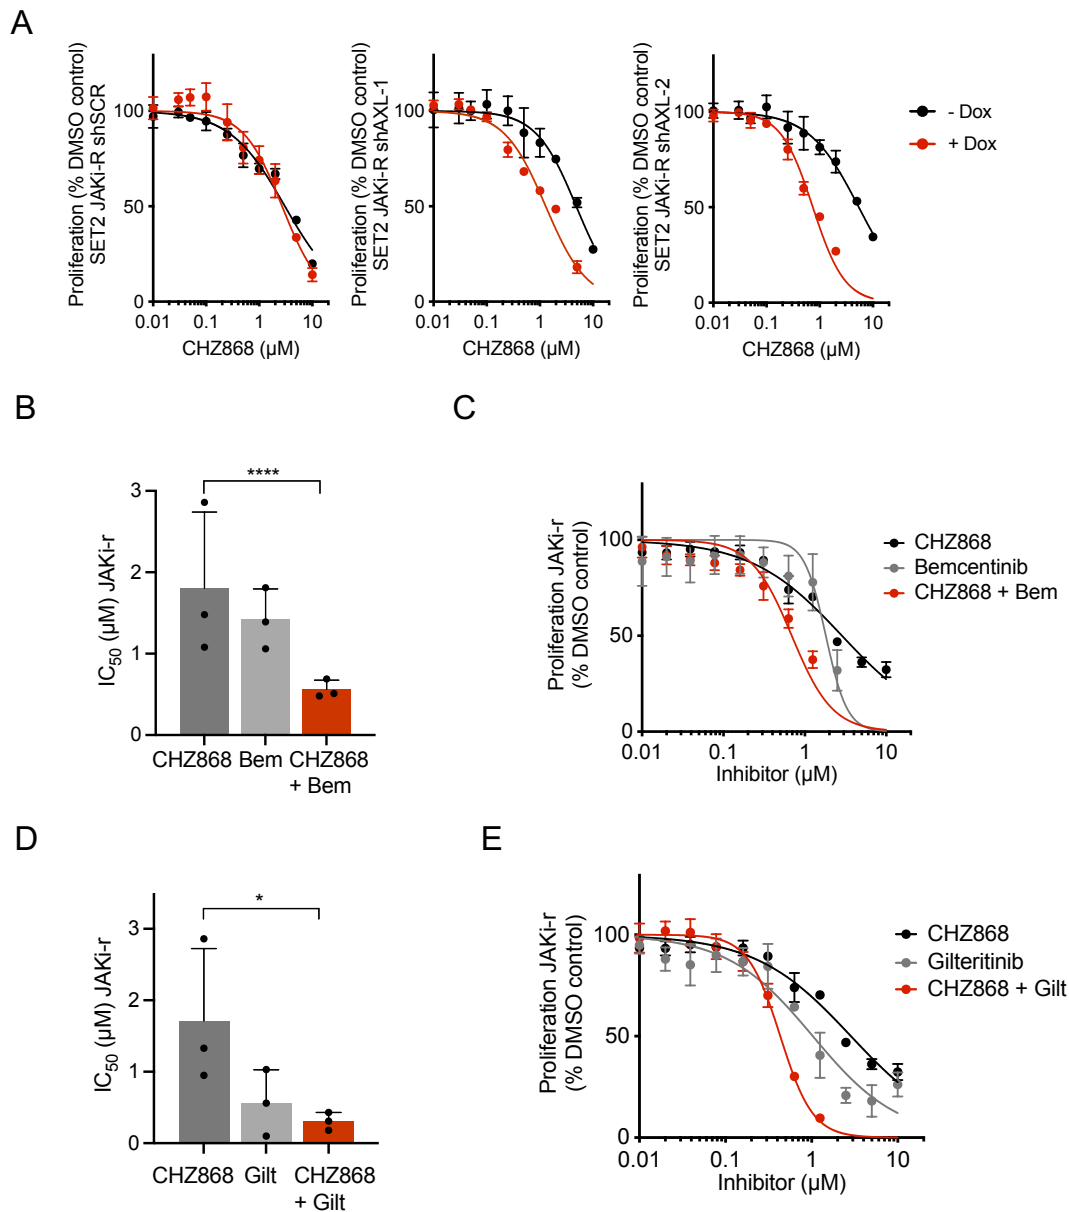 A
Proliferation (% DMSO control)
SET2 JAKi-R shSCR
100
50
0
0.01 0.1 1 10
CHZ868 (µM)
Proliferation (% DMSO control)
SET2 JAKi-R shAXL-1
100
50
0
0.01 0.1 1 10
CHZ868 (µM)
Proliferation (% DMSO control)
SET2 JAKi-R shAXL-2
100
50
0
0.01 0.1 1 10
CHZ868 (µM)
- Dox
+ Dox
B
IC50 (µM) JAKi-r
3
2
1
0
****
CHZ868 Bem CHZ868
+ Bem
C
Proliferation JAKi-r
(% DMSO control)
100
50
0
0.01 0.1 1 10
Inhibitor (µM)
CHZ868
Bemcentinib
CHZ868 + Bem
D
IC50 (µM) JAKi-r
3
2
1
0
*
CHZ868 Gilt CHZ868
+ Gilt
E
Proliferation JAKi-r
(% DMSO control)
100
50
0
0.01 0.1 1 10
Inhibitor (µM)
CHZ868
Gilteritinib
CHZ868 + Gilt